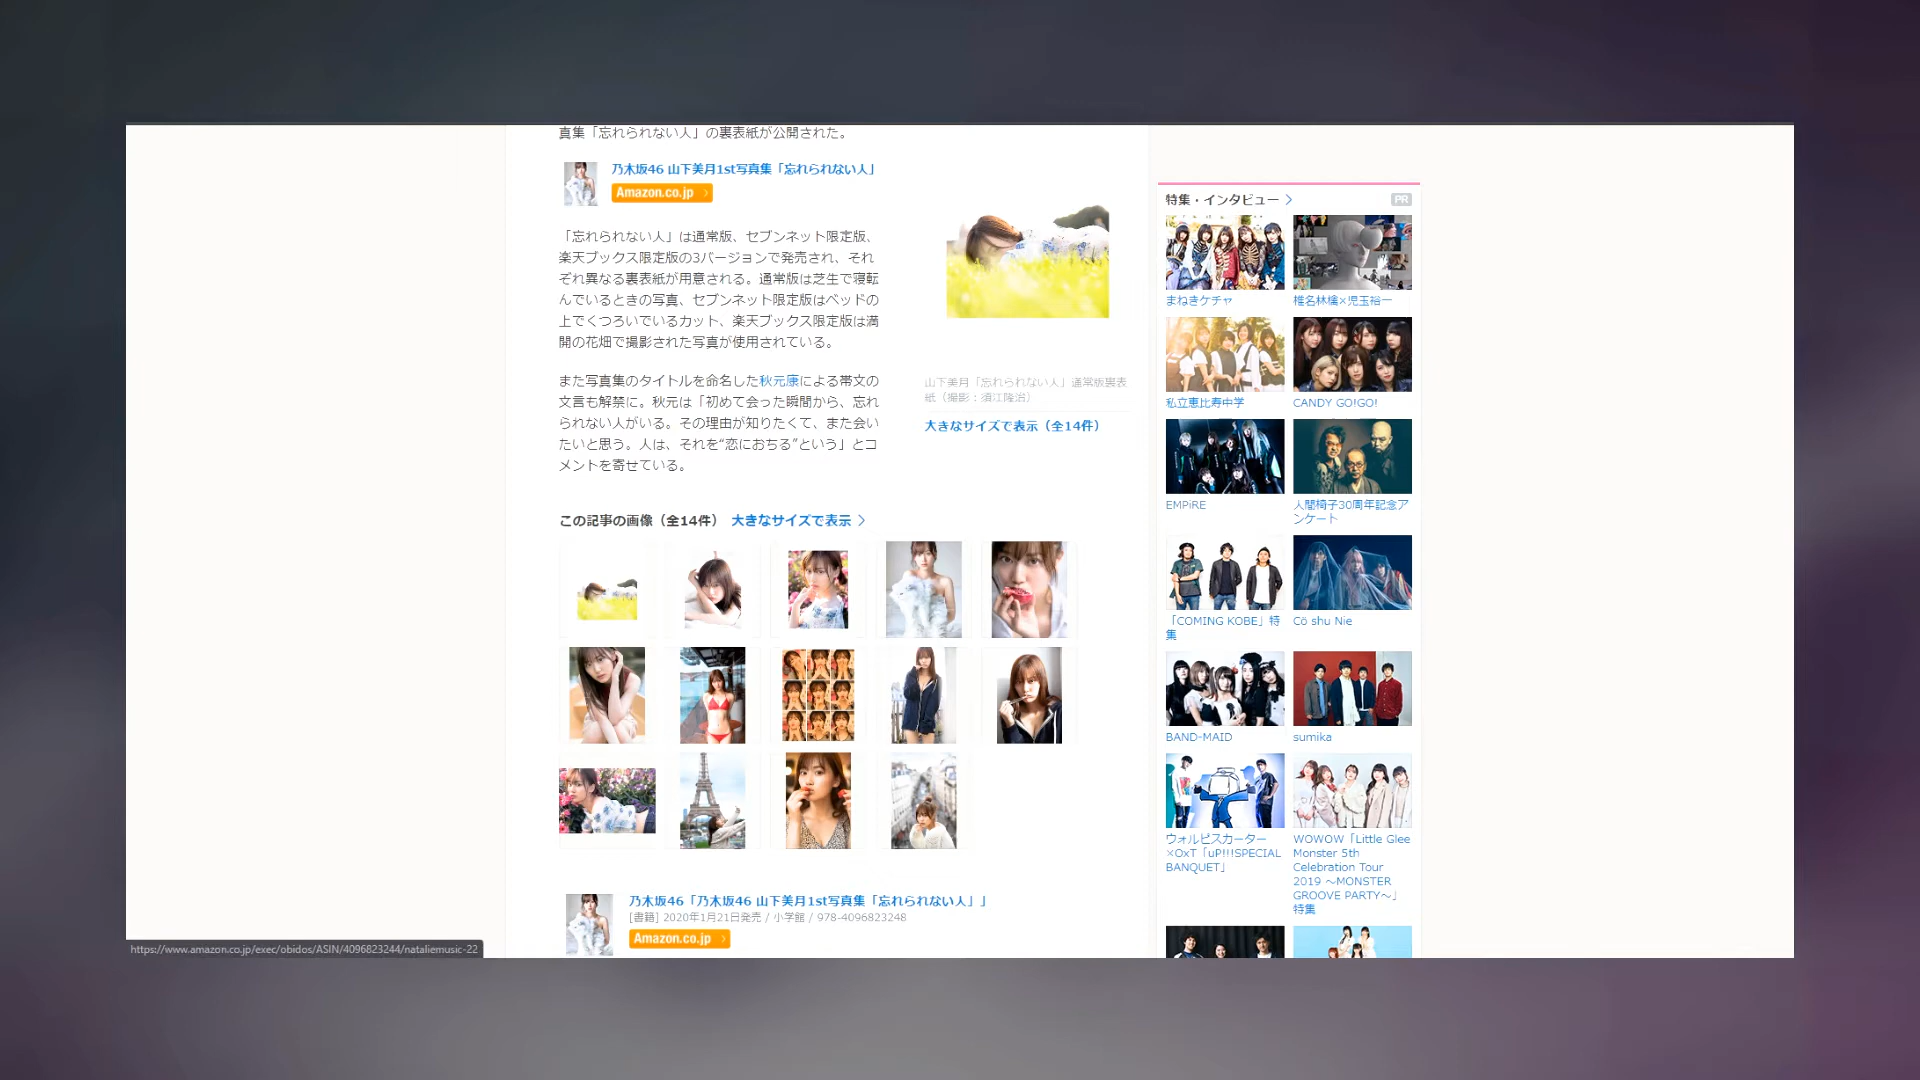 真集「忘れられない人」の裏表紙が公開された。
乃木坂46 山下美月1st写真集「忘れられない人」
Amazon.co.jp
「忘れられない人」は通常版、セブンネット限定版、
楽天ブックス限定版の3バージョンで発売され、それ
ぞれ異なる裏表紙が用意される。通常版は芝生で寝転
んでいるときの写真、セブンネット限定版はベッドの
上でくつろいでいるカット、楽天ブックス限定版は満
開の花畑で撮影された写真が使用されている。
また写真集のタイトルを命名した秋元康による帯文の
文言も解禁に。秋元は「初めて会った瞬間から、忘れ
られない人がいる。その理由が知りたくて、また会い
たいと思う。人は、それを“恋におちる”という」とコ
メントを寄せている。
山下美月「忘れられない人」通常版裏表
紙（撮影：須江隆治）
大きなサイズで表示（全14件）
この記事の画像（全14件） 大きなサイズで表示
乃木坂46「乃木坂46 山下美月1st写真集「忘れられない人」」
[書籍] 2020年1月21日発売 / 小学館 / 978-4096823248
Amazon.co.jp
https://www.amazon.co.jp/exec/obidos/ASIN/4096823244/nataliemusic-22
特集・インタビュー
PR
まねきケチャ
椎名林檎×児玉裕一
私立恵比寿中学
CANDY GO!GO!
EMPiRE
人間椅子30周年記念ア
ンケート
「COMING KOBE」特
集
Cö shu Nie
BAND-MAID
sumika
ウォルピスカーター
×OxT「uP!!!SPECIAL
BANQUET」
WOWOW「Little Glee
Monster 5th
Celebration Tour
2019 ～MONSTER
GROOVE PARTY～」
特集